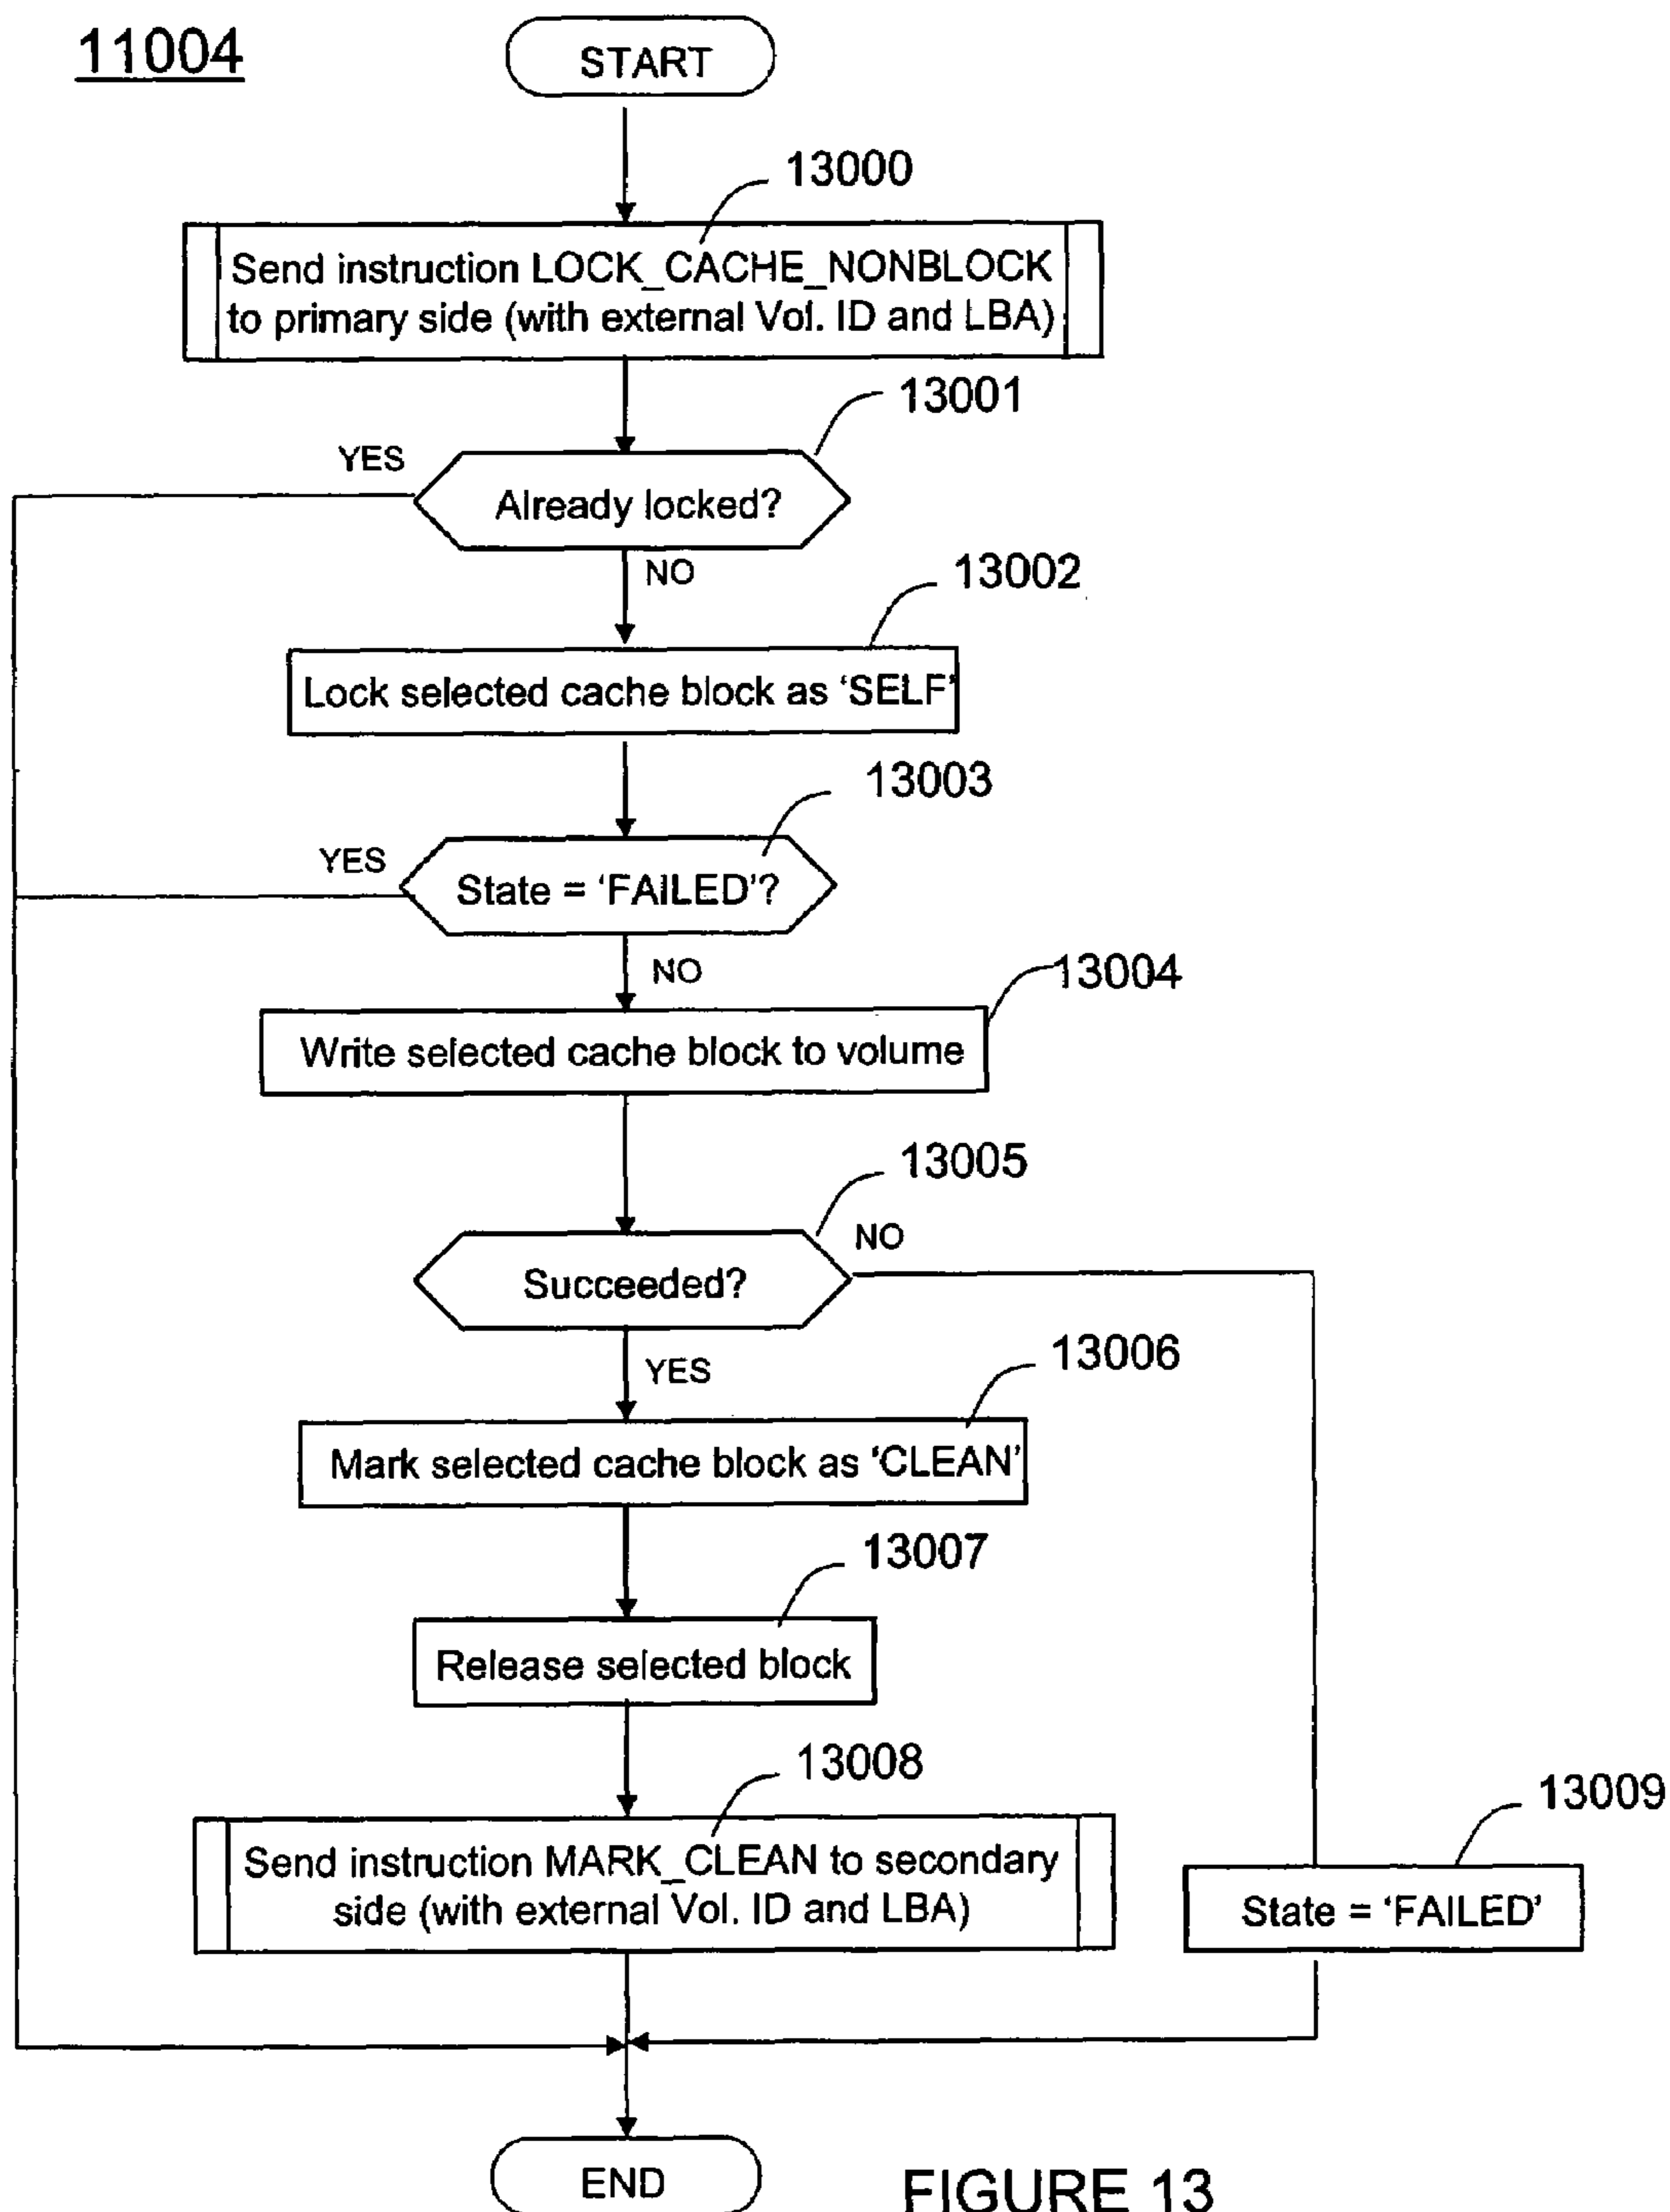 11004
START
13000
Send instruction LOCK_CACHE_NONBLOCK
to primary side (with external Vol. ID and LBA)
13001
YES
Already locked?
NO
13002
Lock selected cache block as ‘SELF’
13003
YES
State = ‘FAILED’?
NO
13004
Write selected cache block to volume
13005
NO
Succeeded?
YES
13006
Mark selected cache block as ‘CLEAN’
13007
Release selected block
13008
Send instruction MARK_CLEAN to secondary
side (with external Vol. ID and LBA)
13009
State = ‘FAILED’
END
FIGURE 13